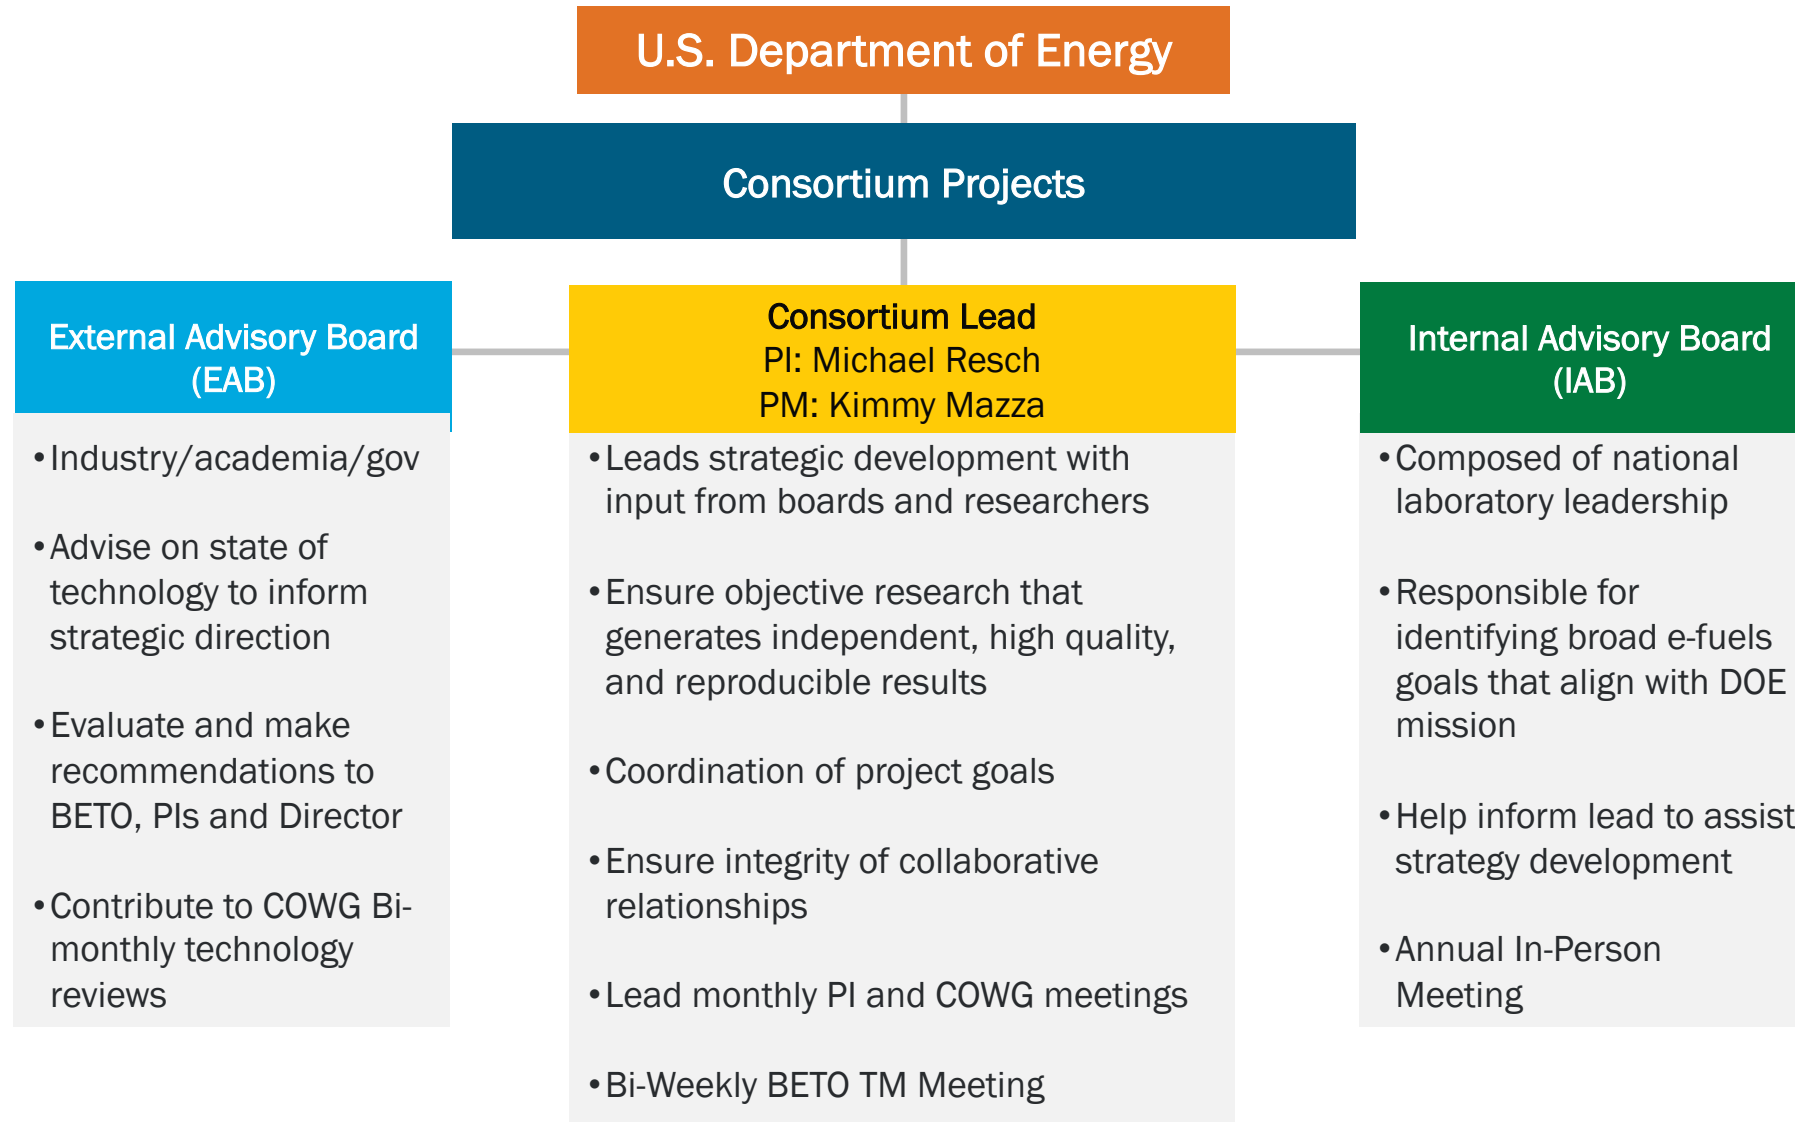 U.S. Department of Energy
Consortium Projects
External Advisory Board
(EAB)
•Industry/academia/gov
•Advise on state of
technology to inform
strategic direction
•Evaluate and make
recommendations to
BETO, PIs and Director
•Contribute to COWG Bi-
monthly technology
reviews
Consortium Lead
PI: Michael Resch
PM: Kimmy Mazza
•Leads strategic development with
input from boards and researchers
•Ensure objective research that
generates independent, high quality,
and reproducible results
•Coordination of project goals
•Ensure integrity of collaborative
relationships
•Lead monthly PI and COWG meetings
•Bi-Weekly BETO TM Meeting
Internal Advisory Board
(IAB)
•Composed of national
laboratory leadership
•Responsible for
identifying broad e-fuels
goals that align with DOE
mission
•Help inform lead to assist
strategy development
•Annual In-Person
Meeting